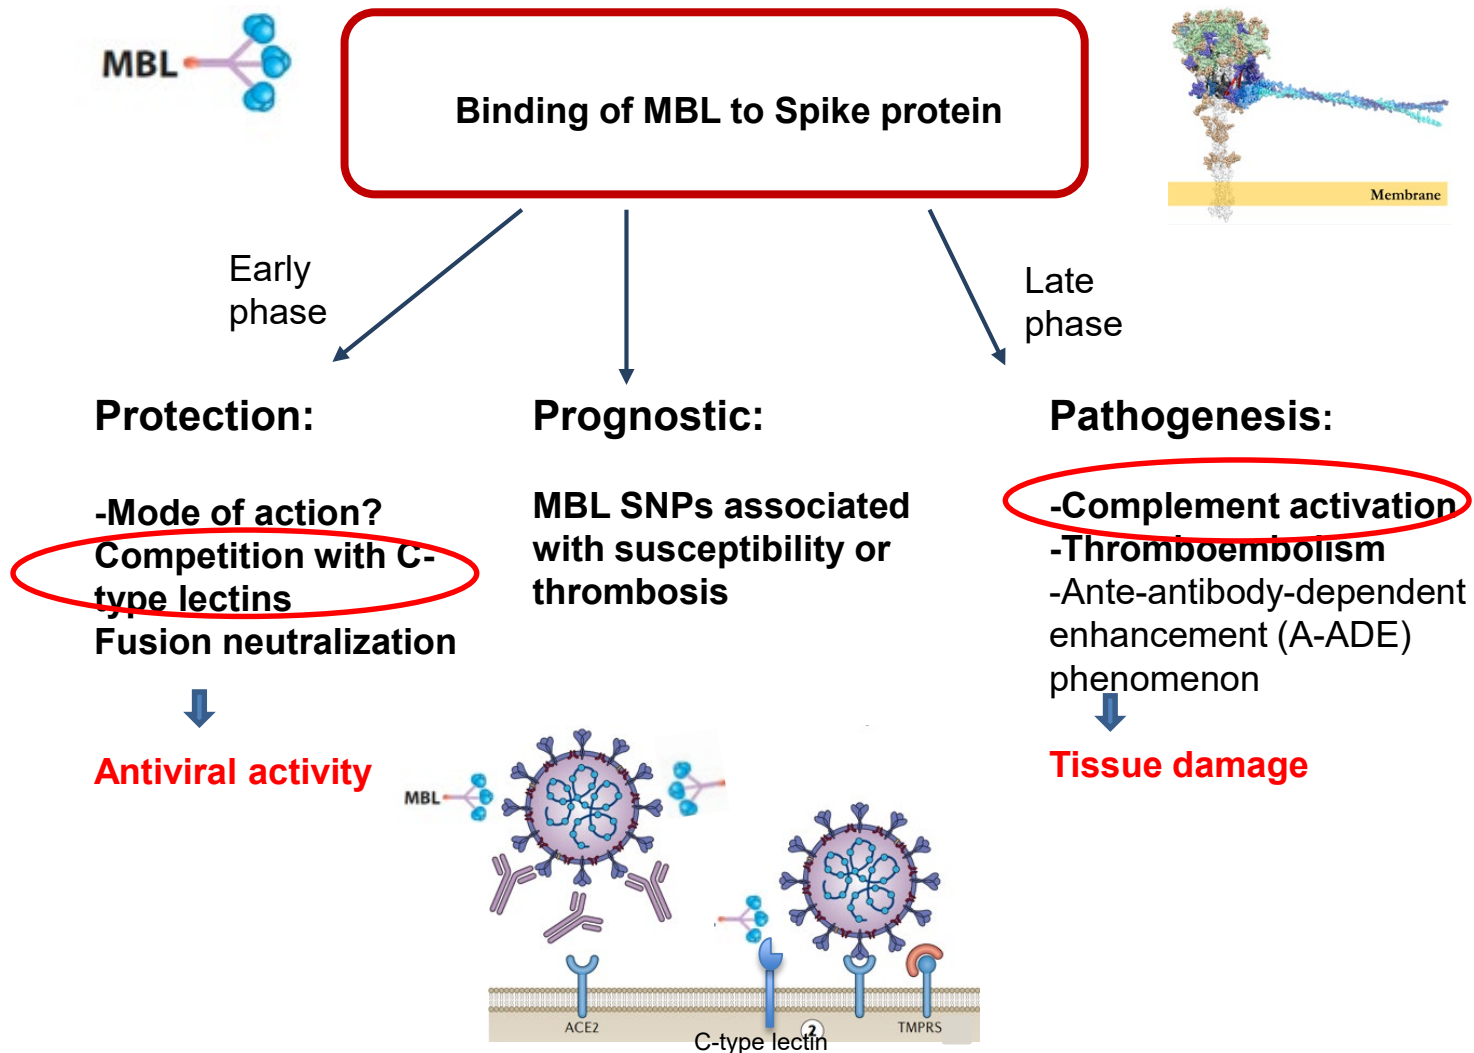 MBL
Binding of MBL to Spike protein
Membrane
Early
phase
Late
phase
Protection:
-Mode of action?
Competition with C-
type lectins
Fusion neutralization
Antiviral activity
Prognostic:
MBL SNPs associated
with susceptibility or
thrombosis
Pathogenesis:
-Complement activation
-Thromboembolism
-Ante-antibody-dependent
enhancement (A-ADE)
phenomenon
Tissue damage
MBL
ACE2
2
TMPRS
C-type lectin